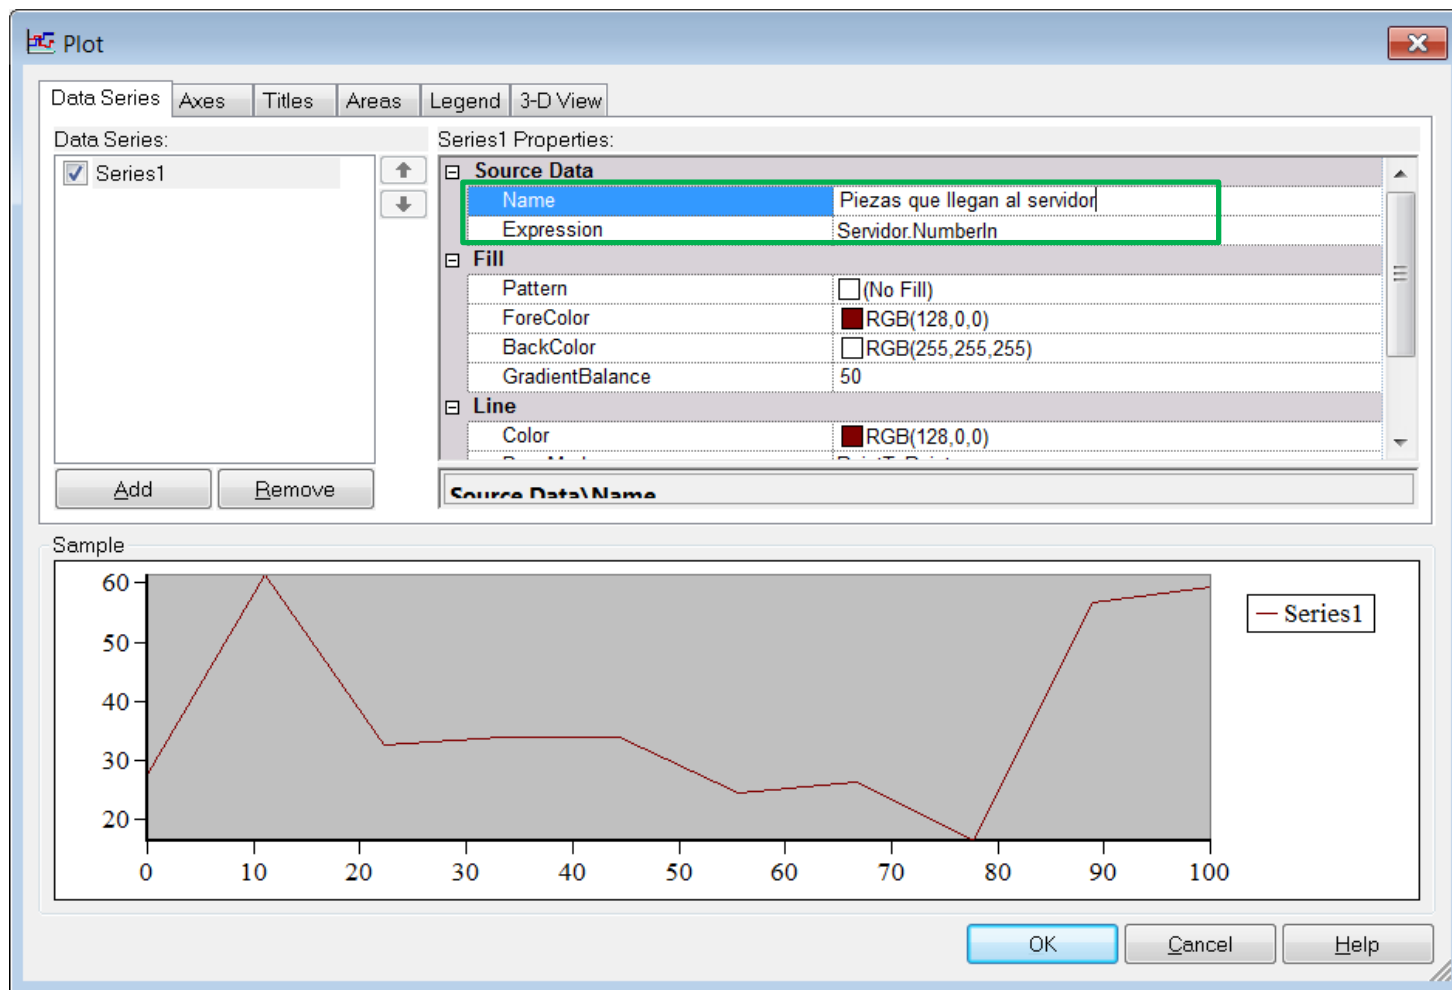 Plot
Data Series Axes Titles Areas Legend 3-D View
Data Series:
Series1
Add Remove
Series1 Properties:
Source Data
Name Piezas que llegan al servidor
Expression Servidor.NumberIn
Fill
Pattern (No Fill)
ForeColor RGB(128,0,0)
BackColor RGB(255,255,255)
GradientBalance 50
Line
Color RGB(128,0,0)
Source Data\Name
Sample
60
50
40
30
20
0 10 20 30 40 50 60 70 80 90 100
Series1
OK Cancel Help